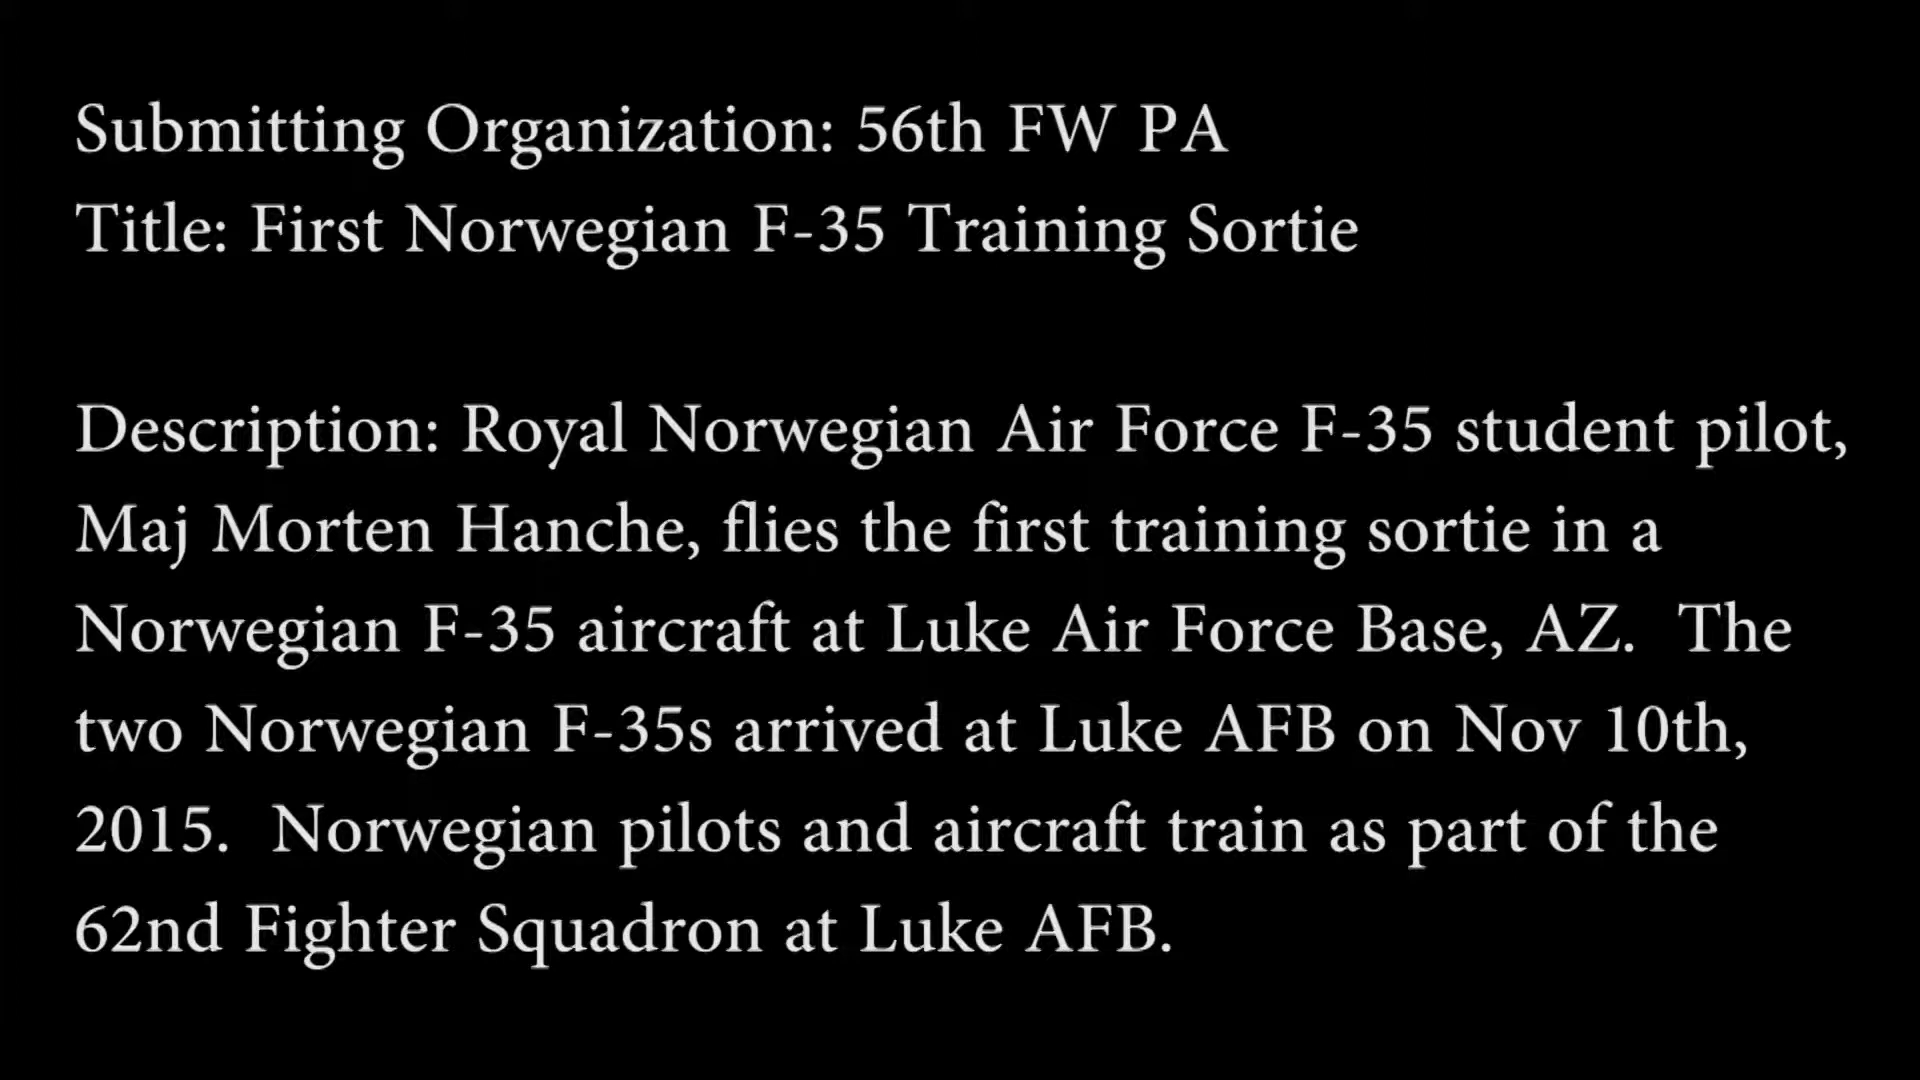 Submitting Organization: 56th FW PA
Title: First Norwegian F-35 Training Sortie
Description: Royal Norwegian Air Force F-35 student pilot,
Maj Morten Hanche, flies the first training sortie in a
Norwegian F-35 aircraft at Luke Air Force Base, AZ.  The
two Norwegian F-35s arrived at Luke AFB on Nov 10th,
2015.  Norwegian pilots and aircraft train as part of the
62nd Fighter Squadron at Luke AFB.